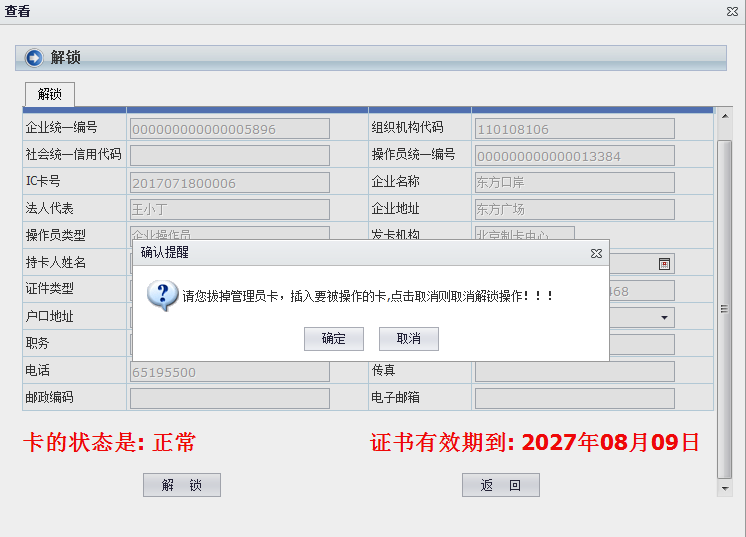 查看
解锁
解锁
企业统一编号 000000000000005896 组织机构代码 110108106
社会统一信用代码 操作员统一编号 000000000000013384
IC卡号 2017071800006 企业名称 东方口岸
法人代表 王小丁 企业地址 东方广场
操作员类型 企业操作员 发卡机构 北京制卡中心
确认提醒
持卡人姓名
证件类型 468
请您拔掉管理员卡，插入要被操作的卡,点击取消则取消解锁操作！！！
户口地址
确定 取消
职务
电话 65195500 传真
邮政编码 电子邮箱
卡的状态是: 正常 证书有效期到: 2027年08月09日
解 锁 返 回